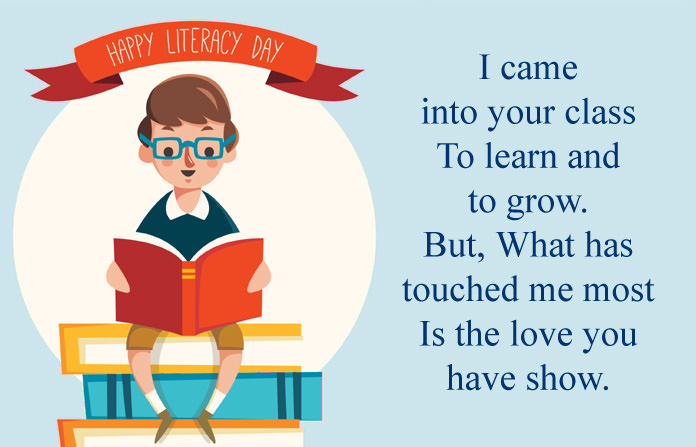 HAPPY LITERACY DAY
I came
into your class
To learn and
to grow.
But, What has
touched me most
Is the love you
have show.